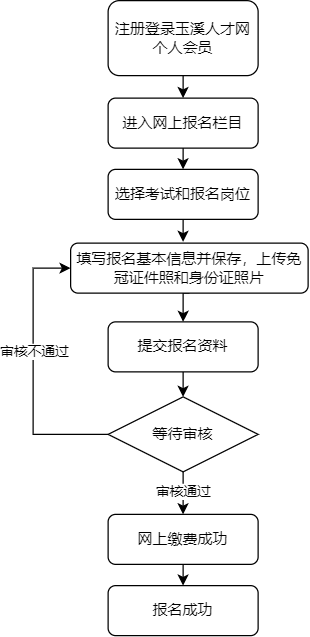 注册登录玉溪人才网
个人会员
进入网上报名栏目
选择考试和报名岗位
填写报名基本信息并保存，上传免
冠证件照和身份证照片
提交报名资料
审核不通过
等待审核
审核通过
网上缴费成功
报名成功